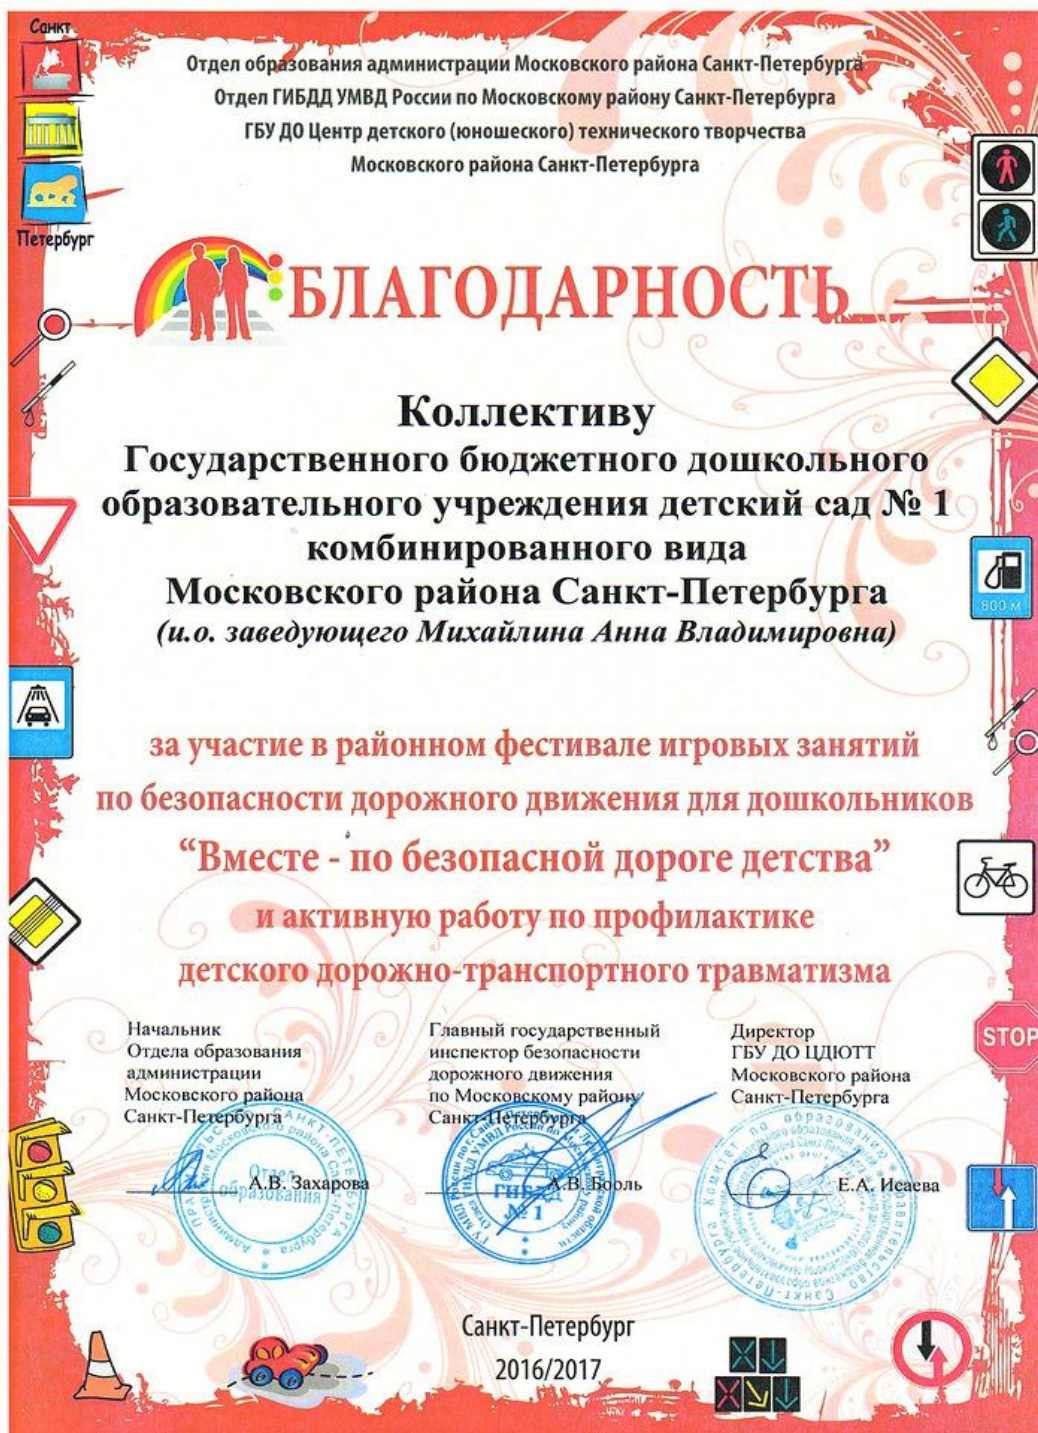 Санкт
Петербург
Отдел образования администрации Московского района Санкт-Петербурга
Отдел ГИБДД УМВД России по Московскому району Санкт-Петербурга
ГБУ ДО Центр детского (юношеского) технического творчества
Московского района Санкт-Петербурга
БЛАГОДАРНОСТЬ
Коллективу
Государственного бюджетного дошкольного
образовательного учреждения детский сад № 1
комбинированного вида
Московского района Санкт-Петербурга
(и.о. заведующего Михайлина Анна Владимировна)
800 м
за участие в районном фестивале игровых занятий
по безопасности дорожного движения для дошкольников
“Вместе - по безопасной дороге детства”
и активную работу по профилактике
детского дорожно-транспортного травматизма
STOP
Начальник
Отдела образования
администрации
Московского района
Санкт-Петербурга
А.В. Захарова
Отдел
образования
Главный государственный
инспектор безопасности
дорожного движения
по Московскому району
Санкт-Петербурга
А.В. Бооль
ГИБДД
№ 1
Директор
ГБУ ДО ЦДЮТТ
Московского района
Санкт-Петербурга
Е.А. Исаева
Санкт-Петербург
2016/2017